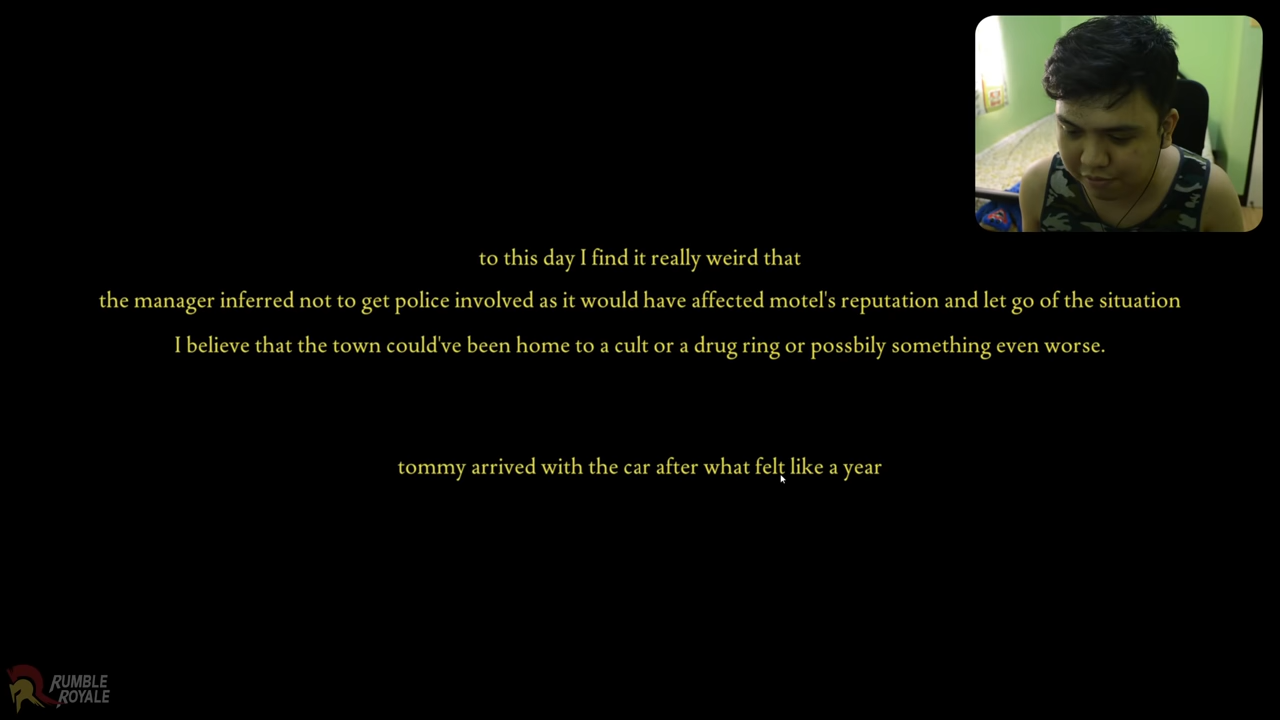 to this day I find it really weird that
the manager inferred not to get police involved as it would have affected motel's reputation and let go of the situation
I believe that the town could've been home to a cult or a drug ring or possbily something even worse.
tommy arrived with the car after what felt like a year
RUMBLE
ROYALE